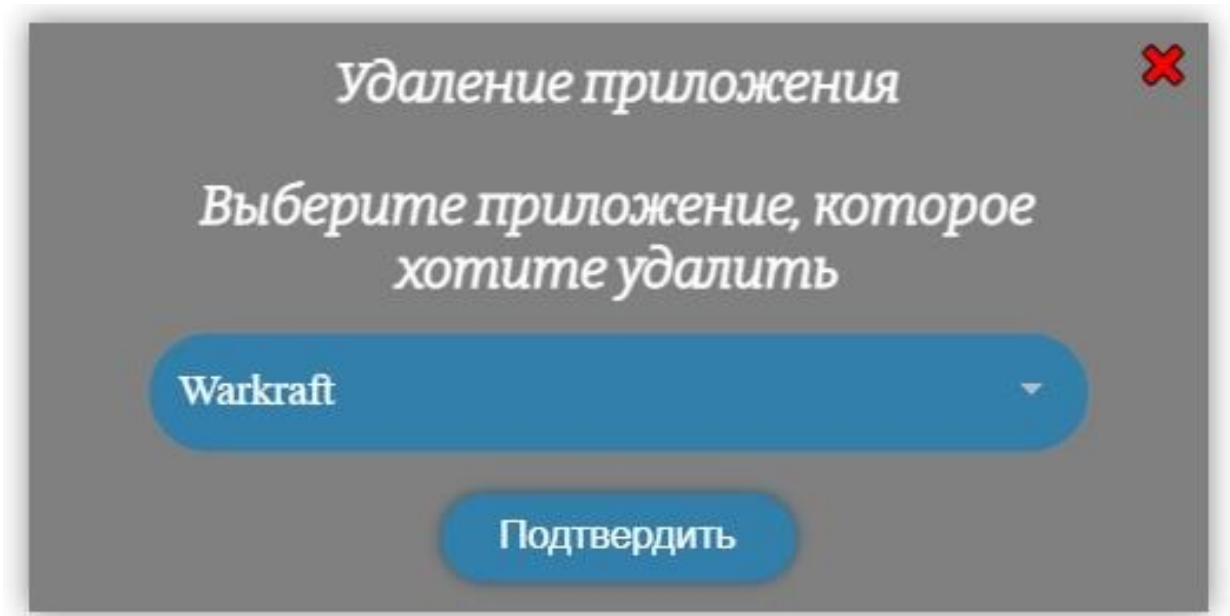 Удаление приложения
Выберите приложение, которое
хотите удалить
Warkraft
Подтвердить